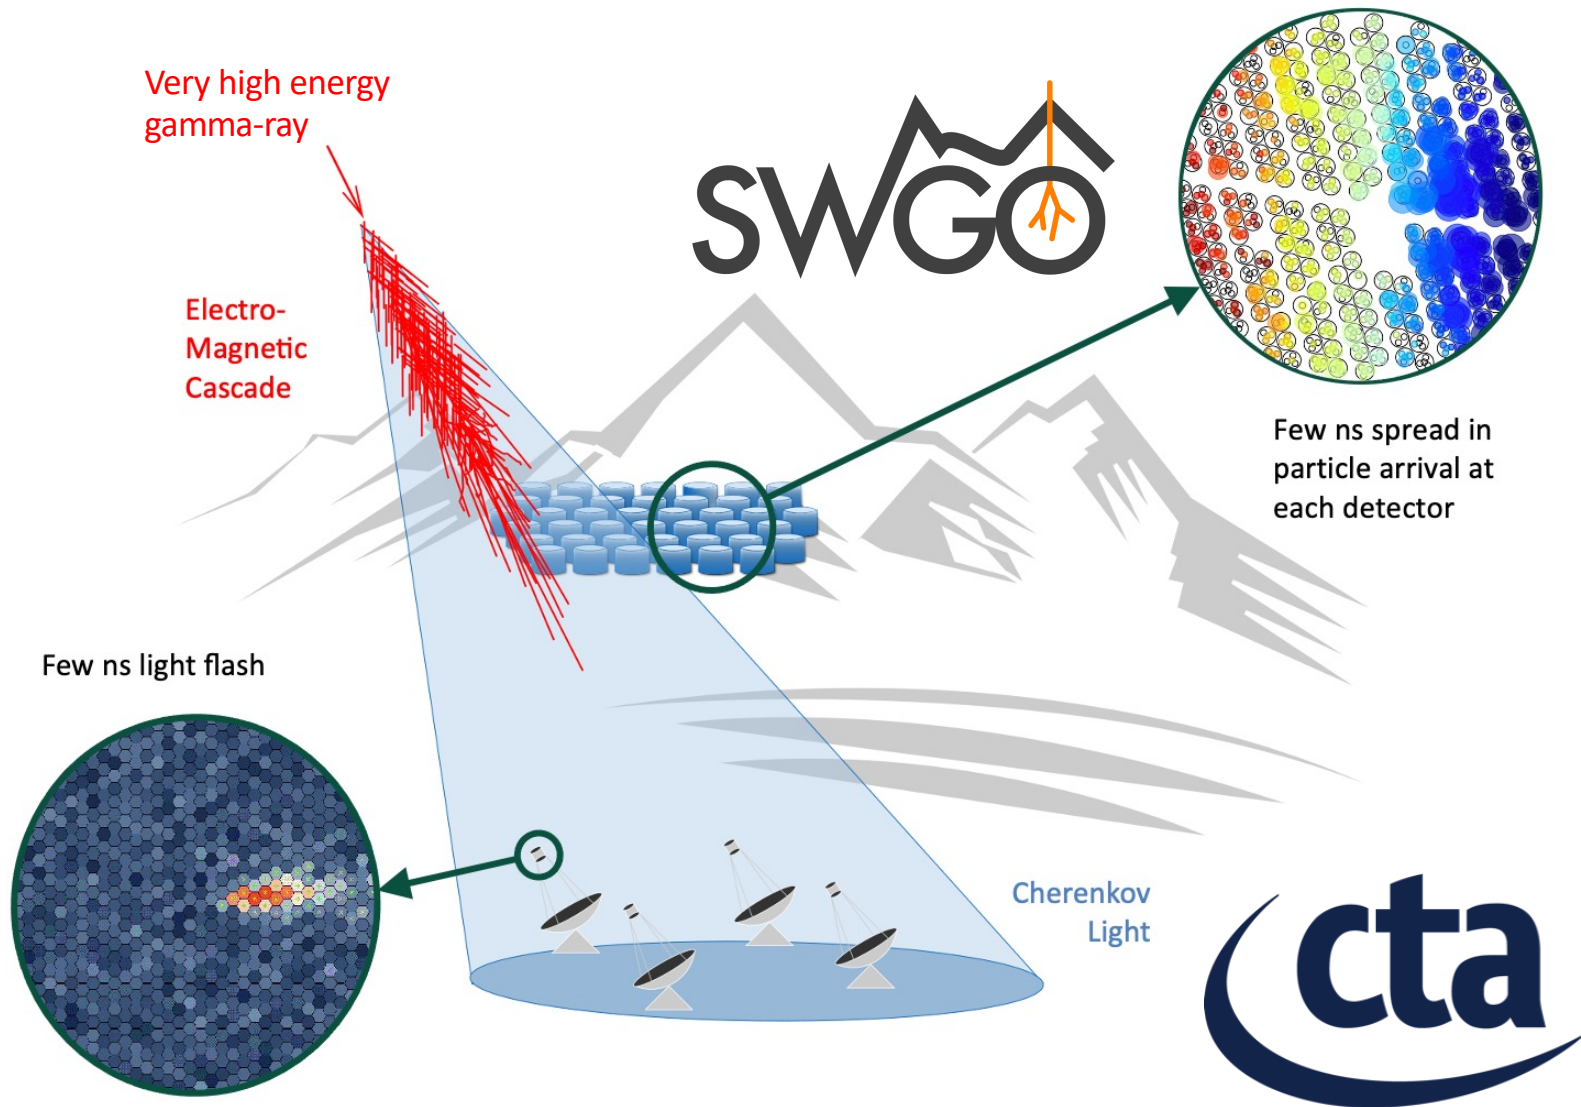 Very high energy
gamma-ray
SWGO
Electro-
Magnetic
Cascade
Few ns spread in
particle arrival at
each detector
Few ns light flash
Cherenkov
Light
cta